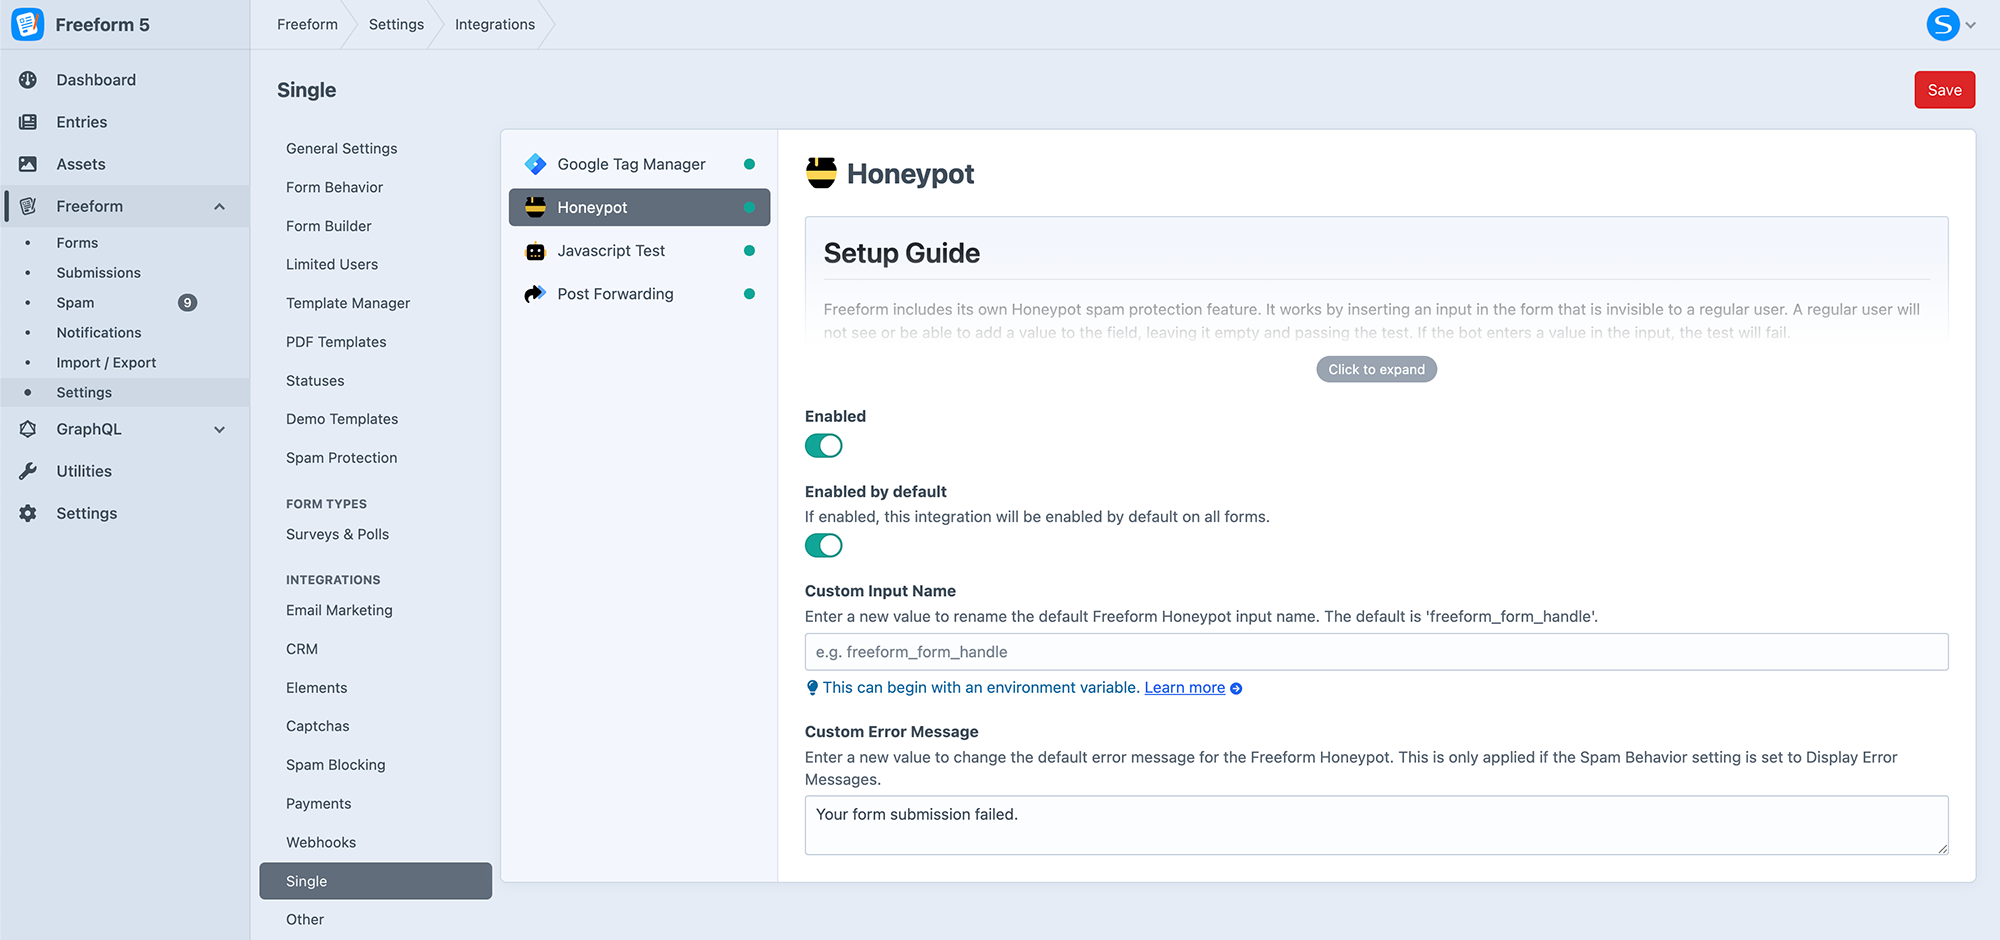 Freeform 5
Freeform
Settings
Integrations
S
Dashboard
Entries
Assets
Freeform
Forms
Submissions
Spam
9
Notifications
Import / Export
Settings
GraphQL
Utilities
Settings
Single
Save
General Settings
Form Behavior
Form Builder
Limited Users
Template Manager
PDF Templates
Statuses
Demo Templates
Spam Protection
FORM TYPES
Surveys & Polls
INTEGRATIONS
Email Marketing
CRM
Elements
Captchas
Spam Blocking
Payments
Webhooks
Single
Other
Google Tag Manager
Honeypot
Javascript Test
Post Forwarding
Honeypot
Setup Guide
Freeform includes its own Honeypot spam protection feature. It works by inserting an input in the form that is invisible to a regular user. A regular user will
not see or be able to add a value to the field, leaving it empty and passing the test. If the bot enters a value in the input, the test will fail.
Click to expand
Enabled
Enabled by default
If enabled, this integration will be enabled by default on all forms.
Custom Input Name
Enter a new value to rename the default Freeform Honeypot input name. The default is 'freeform_form_handle'.
e.g. freeform_form_handle
This can begin with an environment variable. Learn more
Custom Error Message
Enter a new value to change the default error message for the Freeform Honeypot. This is only applied if the Spam Behavior setting is set to Display Error
Messages.
Your form submission failed.